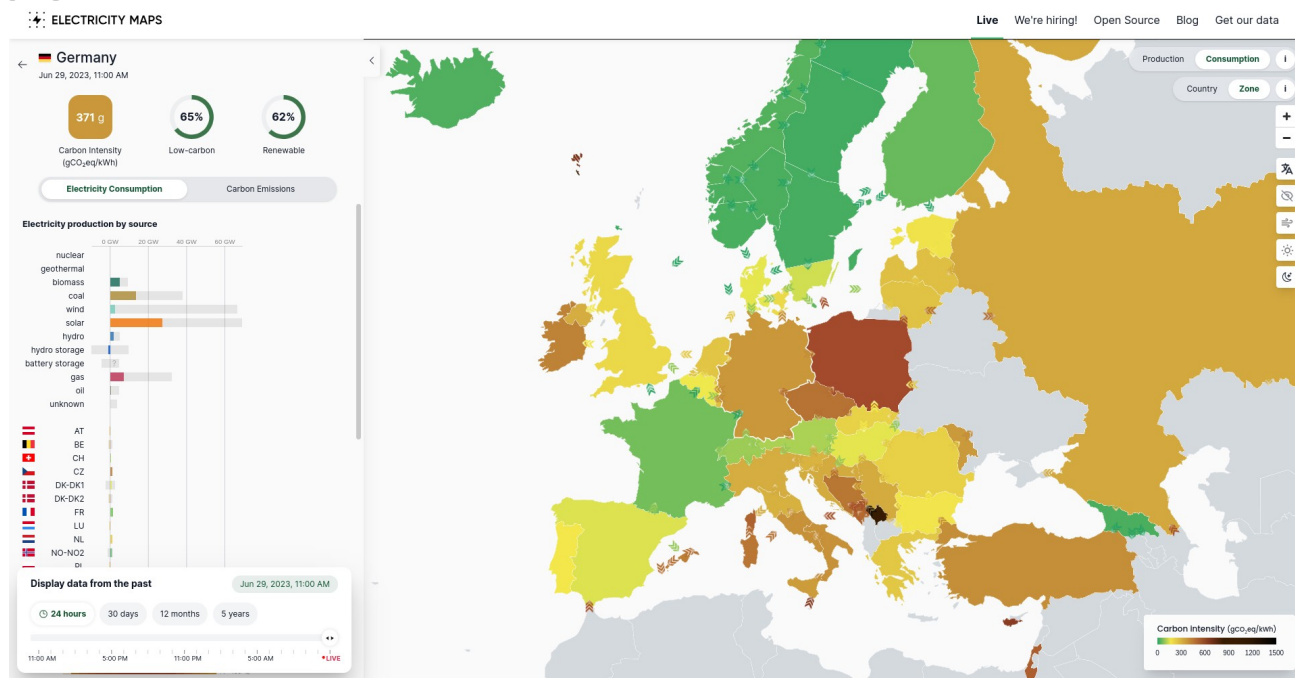 ELECTRICITY MAPS
Live We're hiring! Open Source Blog Get our data
Germany
Jun 29, 2023, 11:00 AM
371 g
65%
62%
Carbon Intensity
(gCO₂eq/kWh)
Low-carbon
Renewable
Electricity Consumption
Carbon Emissions
Electricity production by source
0 GW 20 GW 40 GW 60 GW
nuclear
geothermal
biomass
coal
wind
solar
hydro
hydro storage
battery storage ?
gas
oil
unknown
AT
BE
CH
CZ
DK-DK1
DK-DK2
FR
LU
NL
NO-NO2
PL
Display data from the past
Jun 29, 2023, 11:00 AM
24 hours 30 days 12 months 5 years
11:00 AM 5:00 PM 11:00 PM 5:00 AM LIVE
Production Consumption i
Country Zone i
+
−
Carbon Intensity (gCO₂eq/kWh)
0 300 600 900 1200 1500